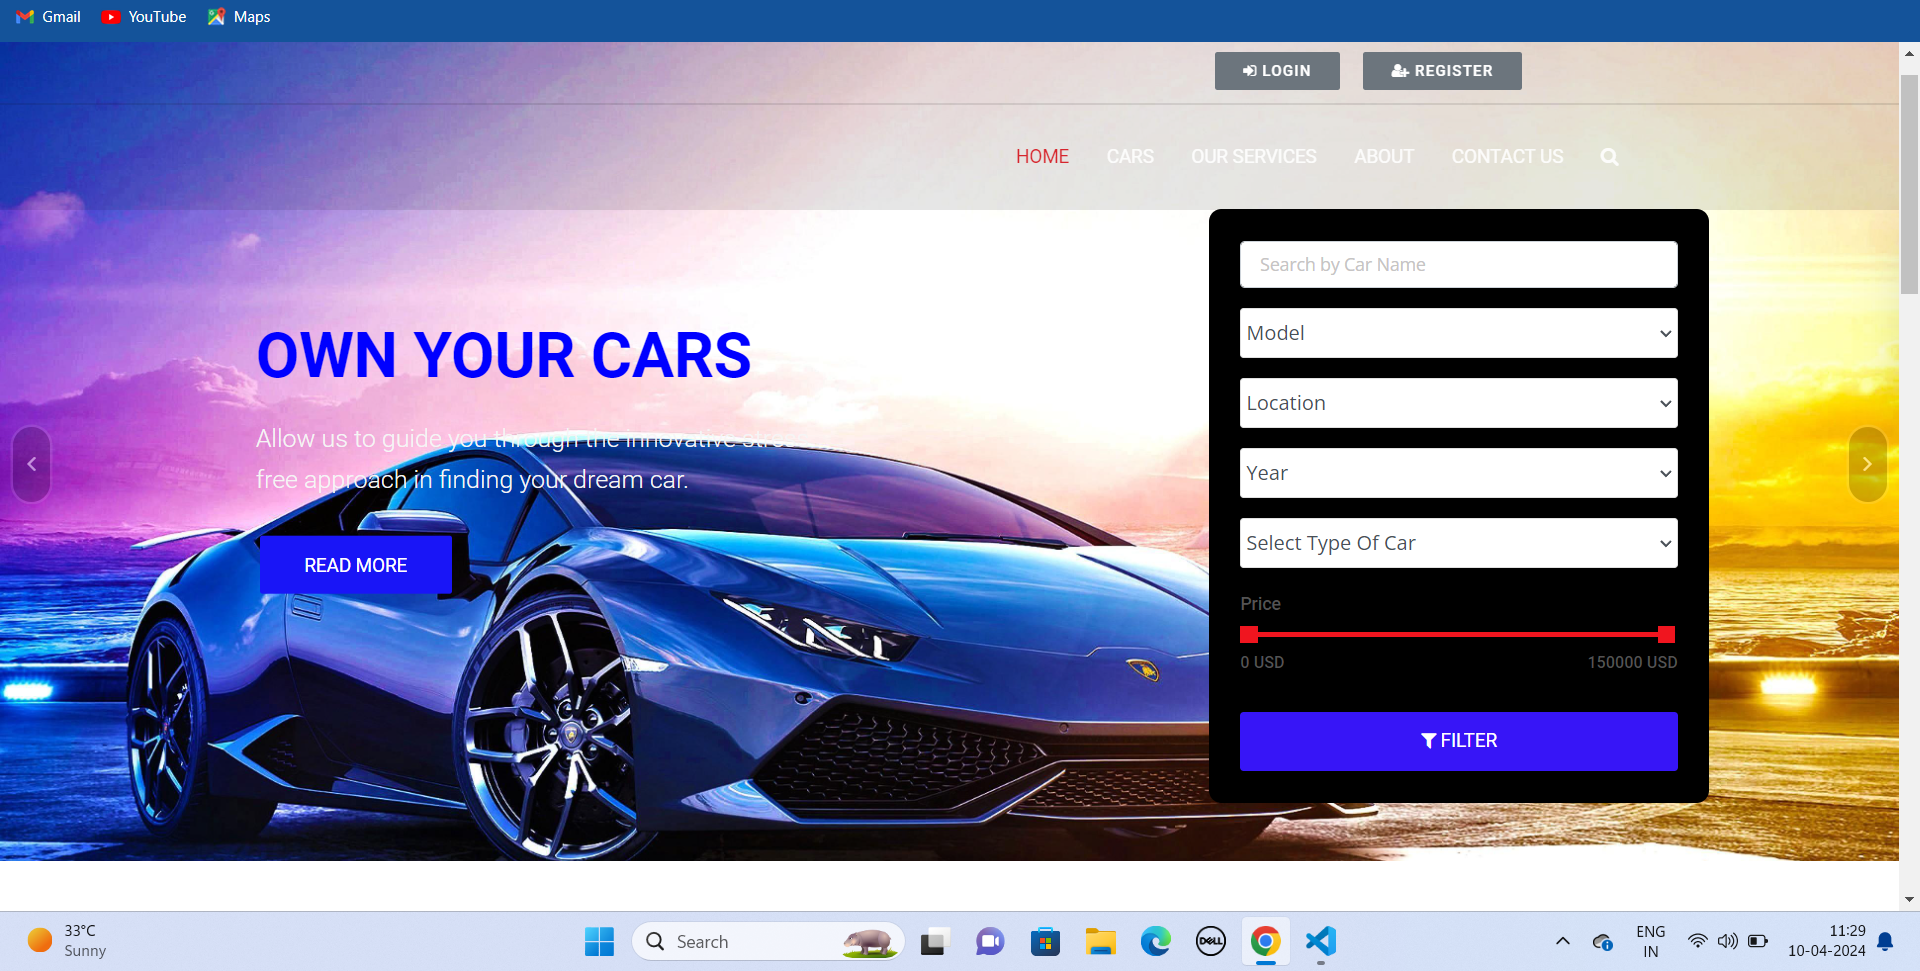 Gmail YouTube Maps
LOGIN REGISTER
HOME CARS OUR SERVICES ABOUT CONTACT US
Search by Car Name
Model
OWN YOUR CARS
Location
Allow us to guide you through the innovative stress
free approach in finding your dream car.
Year
Select Type Of Car
READ MORE
Price
0 USD 150000 USD
FILTER
33°C
Sunny
Search
DELL
ENG
IN
11:29
10-04-2024